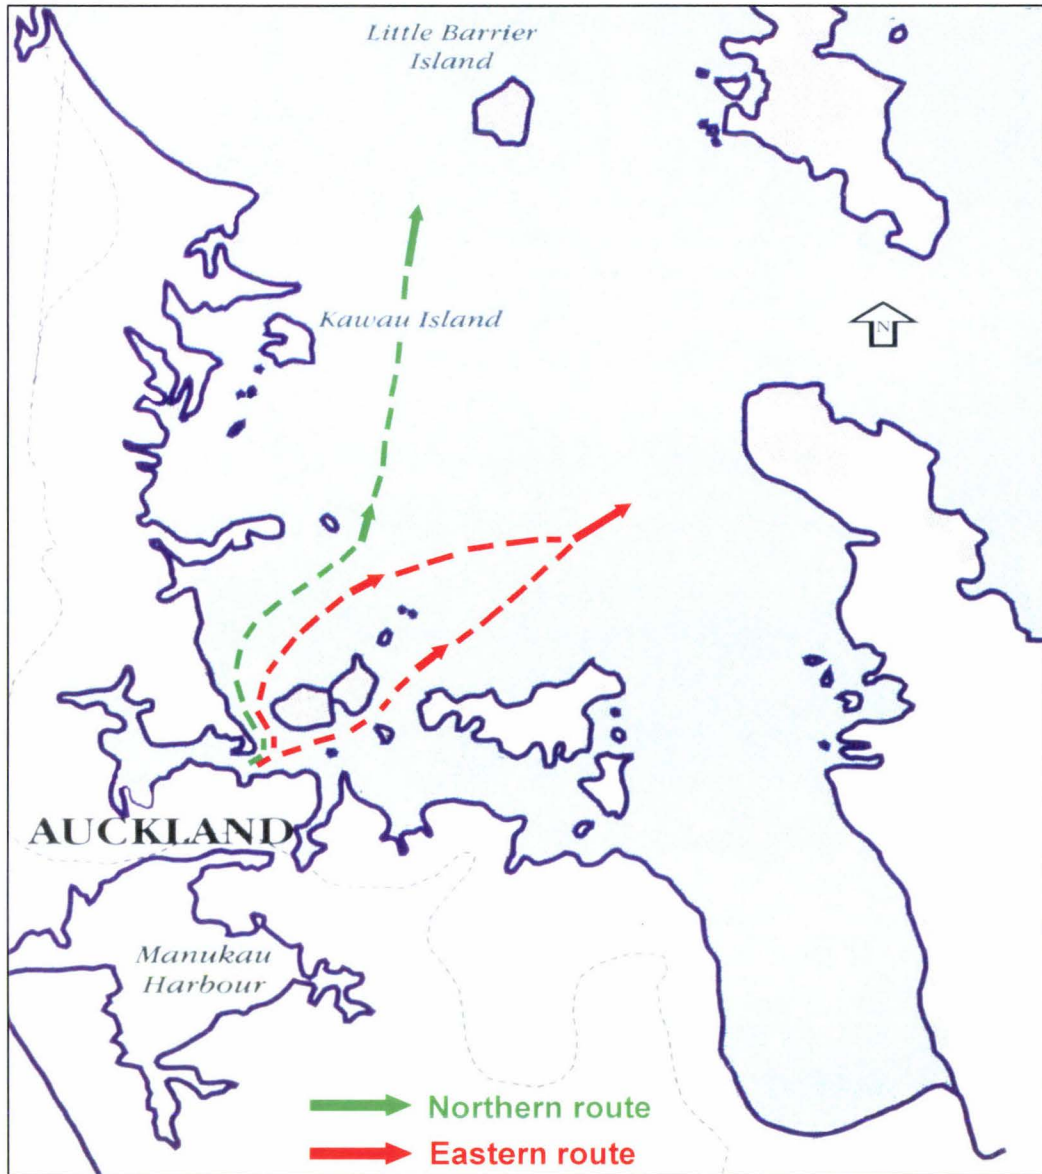 Little Barrier
Island
Kawau Island
N
AUCKLAND
Manukau
Harbour
Northern route
Eastern route